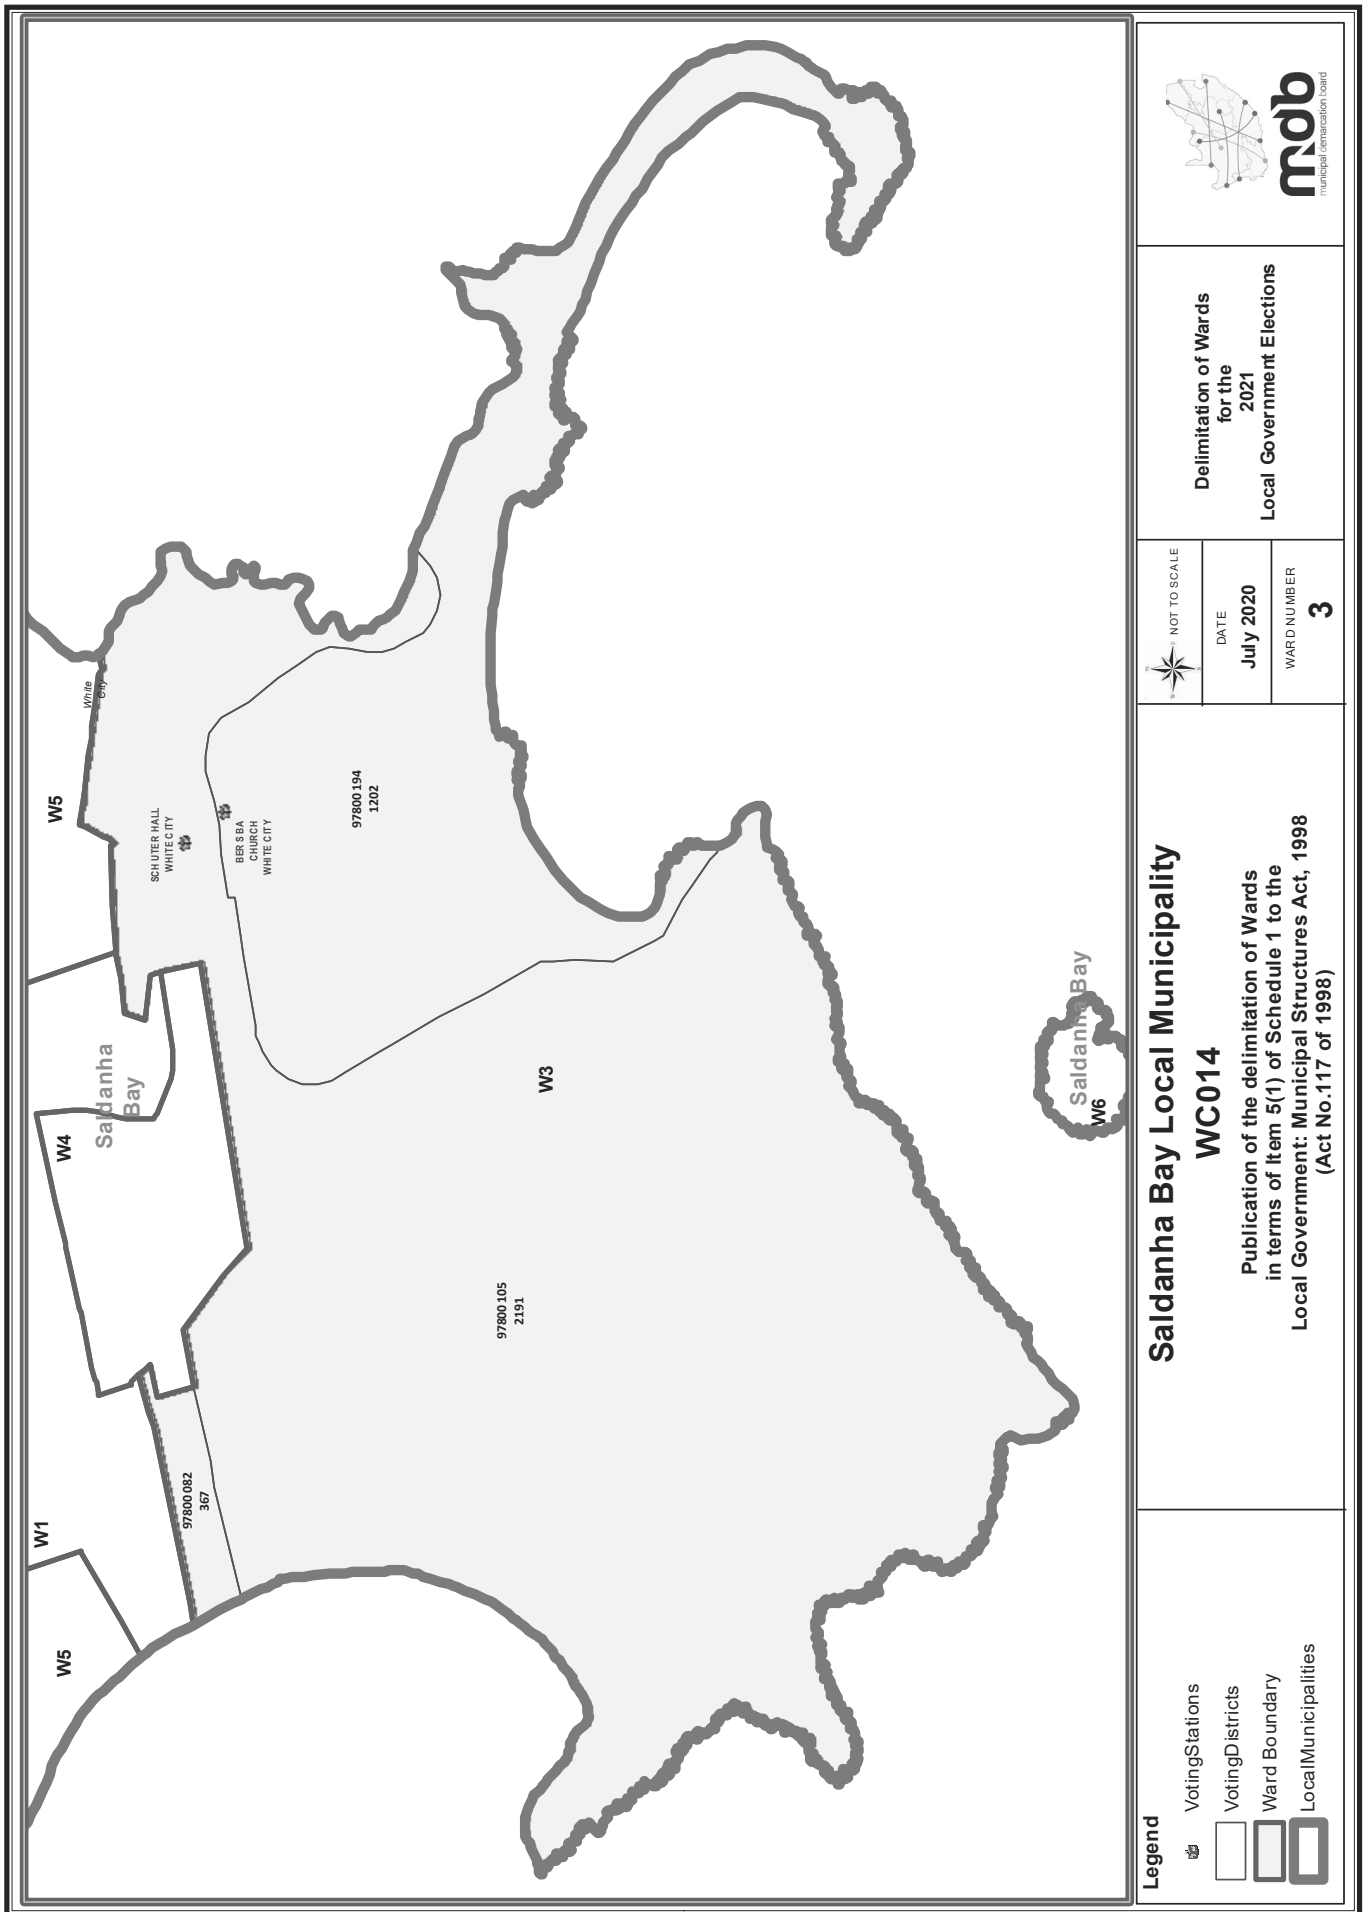 W5
W1
W4
W5
Saldanha
Bay
White
City
SCHUTER HALL
WHITE CITY
BERSBA
CHURCH
WHITE CITY
97800082
367
97800194
1202
97800105
2191
W3
Saldanha Bay
W6
Legend
VotingStations
VotingDistricts
Ward Boundary
LocalMunicipalities
Saldanha Bay Local Municipality
WC014
Publication of the delimitation of Wards
in terms of Item 5(1) of Schedule 1 to the
Local Government: Municipal Structures Act, 1998
(Act No.117 of 1998)
NOT TO SCALE
DATE
July 2020
WARD NUMBER
3
Delimitation of Wards
for the
2021
Local Government Elections
mdb
municipal demarcation board